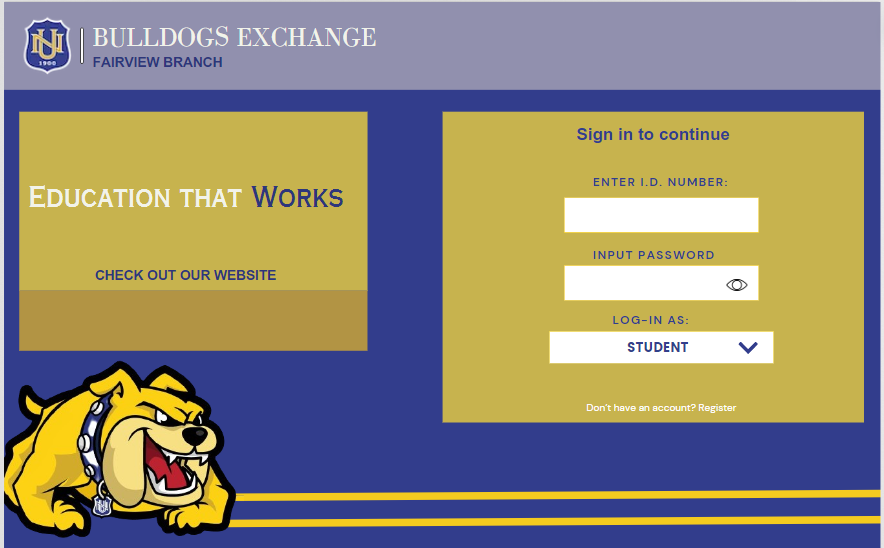 NU
1900
BULLDOGS EXCHANGE
FAIRVIEW BRANCH
EDUCATION THAT WORKS
CHECK OUT OUR WEBSITE
Sign in to continue
ENTER I.D. NUMBER:
INPUT PASSWORD
LOG-IN AS:
STUDENT
Don't have an account? Register
NU